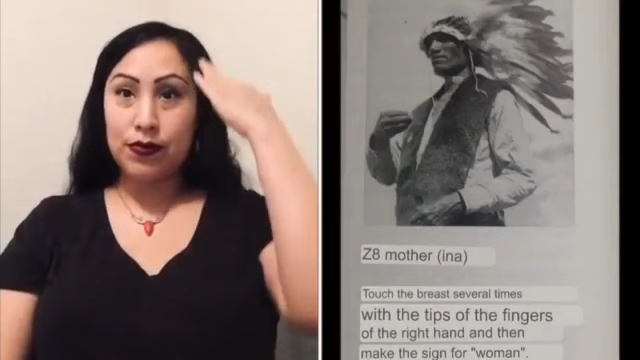 Z8 mother (ina)
Touch the breast several times
with the tips of the fingers
of the right hand and then
make the sign for "woman".